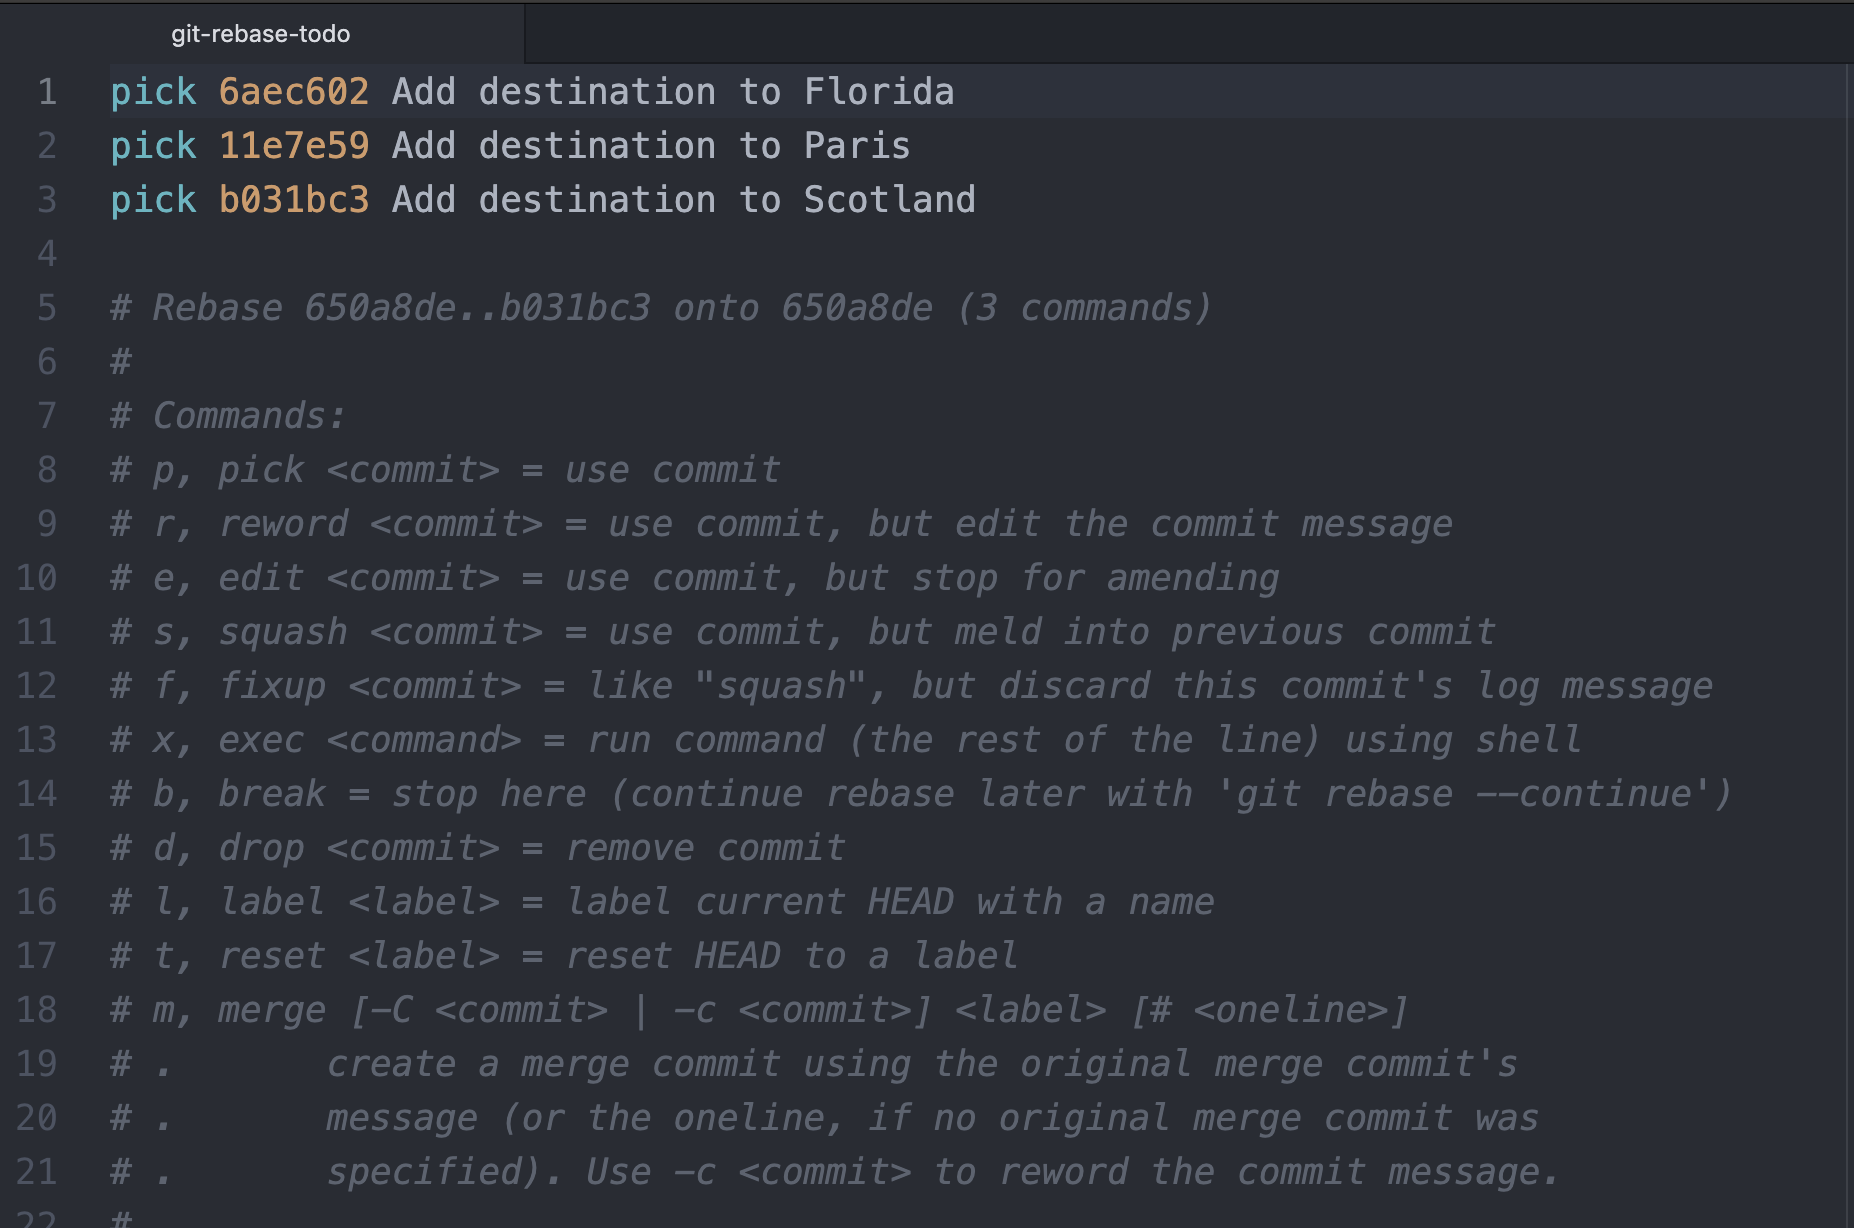 git-rebase-todo
1 pick 6aec602 Add destination to Florida
2 pick 11e7e59 Add destination to Paris
3 pick b031bc3 Add destination to Scotland
4
5 # Rebase 650a8de..b031bc3 onto 650a8de (3 commands)
6 #
7 # Commands:
8 # p, pick <commit> = use commit
9 # r, reword <commit> = use commit, but edit the commit message
10 # e, edit <commit> = use commit, but stop for amending
11 # s, squash <commit> = use commit, but meld into previous commit
12 # f, fixup <commit> = like "squash", but discard this commit's log message
13 # x, exec <command> = run command (the rest of the line) using shell
14 # b, break = stop here (continue rebase later with 'git rebase --continue')
15 # d, drop <commit> = remove commit
16 # l, label <label> = label current HEAD with a name
17 # t, reset <label> = reset HEAD to a label
18 # m, merge [-C <commit> | -c <commit>] <label> [# <oneline>]
19 # .       create a merge commit using the original merge commit's
20 # .       message (or the oneline, if no original merge commit was
21 # .       specified). Use -c <commit> to reword the commit message.
22 #